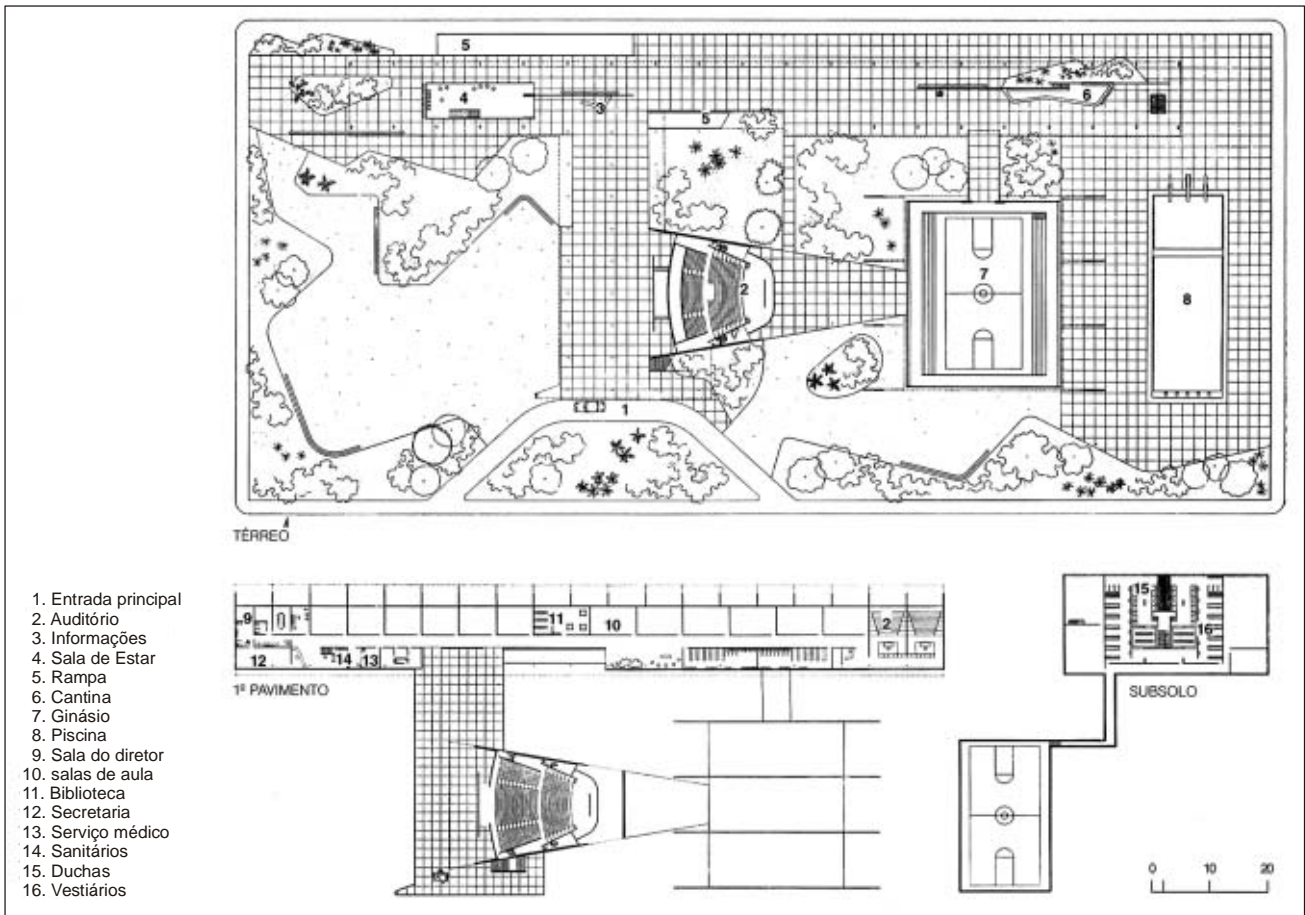 5
4
3
5
6
2
7
8
1
TÉRREO
1. Entrada principal
2. Auditório
3. Informações
4. Sala de Estar
5. Rampa
6. Cantina
7. Ginásio
8. Piscina
9. Sala do diretor
10. salas de aula
11. Biblioteca
12. Secretaria
13. Serviço médico
14. Sanitários
15. Duchas
16. Vestiários
9
11
10
2
12
14
13
1º PAVIMENTO
15
16
SUBSOLO
0 10 20